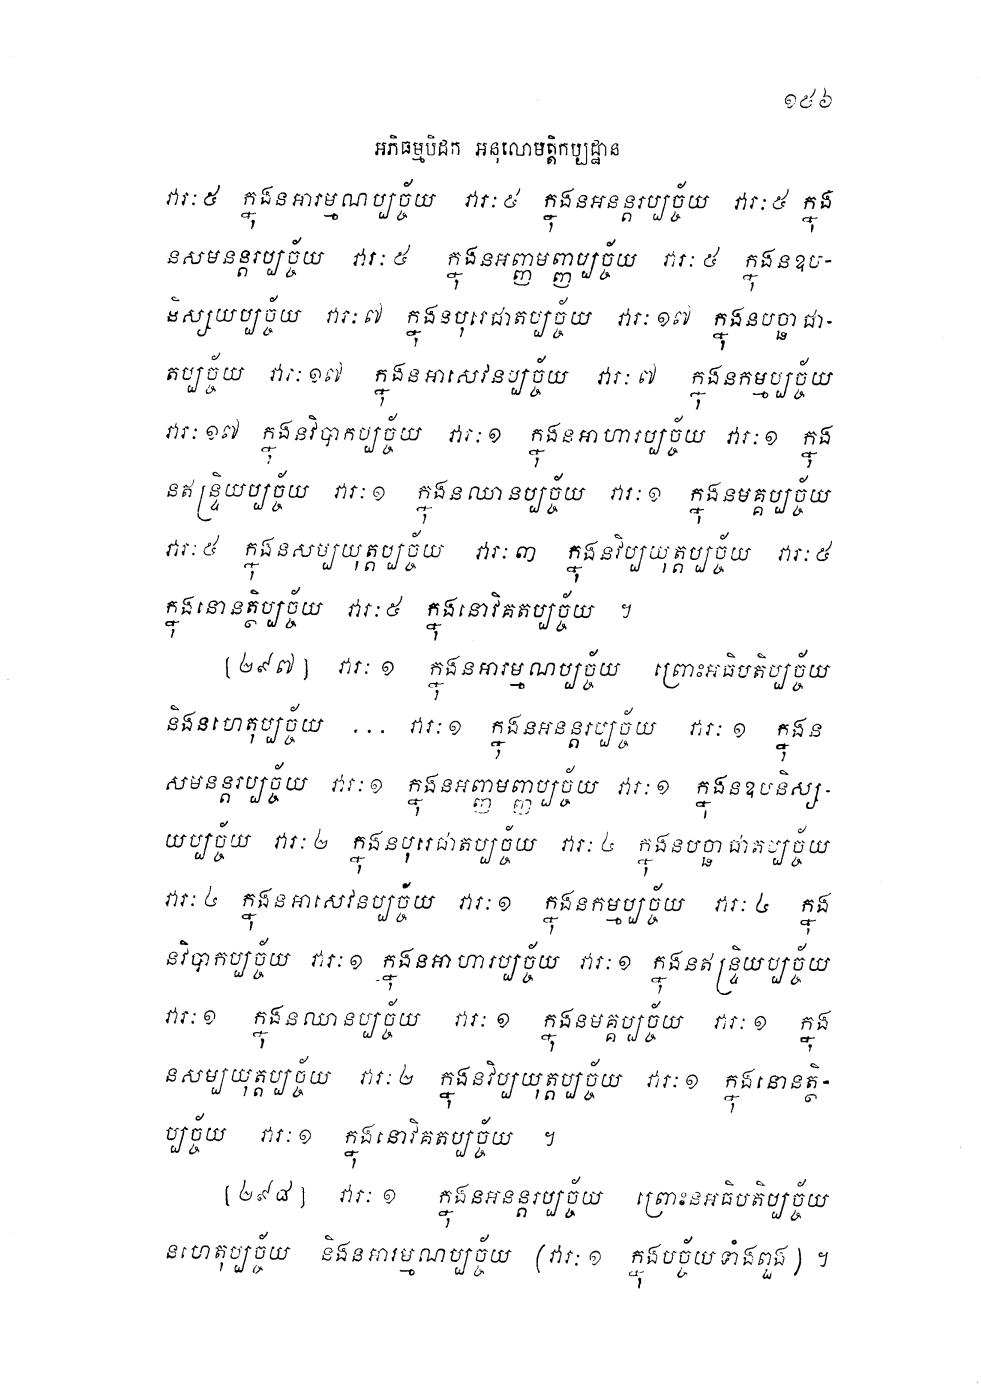 ១៥៦
អភិធម្មបិដក អនុលោមត្តិកប្បដ្ឋាន
វារៈ៥ ក្នុងនអារម្មណប្បច្ច័យ វារៈ៥ ក្នុងនអនន្តរប្បច្ច័យ វារៈ៥ ក្នុង
នសមនន្តរប្បច្ច័យ វារៈ៥ ក្នុងនអញ្ញមញ្ញប្បច្ច័យ វារៈ៥ ក្នុងនឧប-
និស្សយប្បច្ច័យ វារៈ៧ ក្នុងនបុរេជាតប្បច្ច័យ វារៈ១៧ ក្នុងនបច្ឆាជា-
តប្បច្ច័យ វារៈ១៧ ក្នុងនអាសេវនប្បច្ច័យ វារៈ៧ ក្នុងនកម្មប្បច្ច័យ
វារៈ១៧ ក្នុងនវិបាកប្បច្ច័យ វារៈ១ ក្នុងនអាហារប្បច្ច័យ វារៈ១ ក្នុង
នឥន្ទ្រិយប្បច្ច័យ វារៈ១ ក្នុងនឈានប្បច្ច័យ វារៈ១ ក្នុងនមគ្គប្បច្ច័យ
វារៈ៥ ក្នុងនសប្បយុត្តប្បច្ច័យ វារៈ៣ ក្នុងនវិប្បយុត្តប្បច្ច័យ វារៈ៥
ក្នុងនោនត្ថិប្បច្ច័យ វារៈ៥ ក្នុងនោវិគតប្បច្ច័យ ។
[២៩៧] វារៈ ១ ក្នុងនអារម្មណប្បច្ច័យ ព្រោះអធិបតិប្បច្ច័យ
និងនហេតុប្បច្ច័យ ... វារៈ១ ក្នុងនអនន្តរប្បច្ច័យ វារៈ ១ ក្នុងន
សមនន្តរប្បច្ច័យ វារៈ១ ក្នុងនអញ្ញមញ្ញប្បច្ច័យ វារៈ១ ក្នុងនឧបនិស្ស-
យប្បច្ច័យ វារៈ២ ក្នុងនបុរេជាតប្បច្ច័យ វារៈ៤ ក្នុងនបច្ឆាជាតប្បច្ច័យ
វារៈ៤ ក្នុងនអាសេវនប្បច្ច័យ វារៈ១ ក្នុងនកម្មប្បច្ច័យ វារៈ៤ ក្នុង
នវិបាកប្បច្ច័យ វារៈ១ ក្នុងនអាហារប្បច្ច័យ វារៈ១ ក្នុងនឥន្ទ្រិយប្បច្ច័យ
វារៈ១ ក្នុងនឈានប្បច្ច័យ វារៈ១ ក្នុងនមគ្គប្បច្ច័យ វារៈ១ ក្នុង
នសម្បយុត្តប្បច្ច័យ វារៈ២ ក្នុងនវិប្បយុត្តប្បច្ច័យ វារៈ១ ក្នុងនោនត្ថិ-
ប្បច្ច័យ វារៈ១ ក្នុងនោវិគតប្បច្ច័យ ។
[២៩៨] វារៈ ១ ក្នុងនអនន្តរប្បច្ច័យ ព្រោះនអធិបតិប្បច្ច័យ
នហេតុប្បច្ច័យ និងនអារម្មណប្បច្ច័យ (វារៈ ១ ក្នុងបច្ច័យទាំងពួង) ។